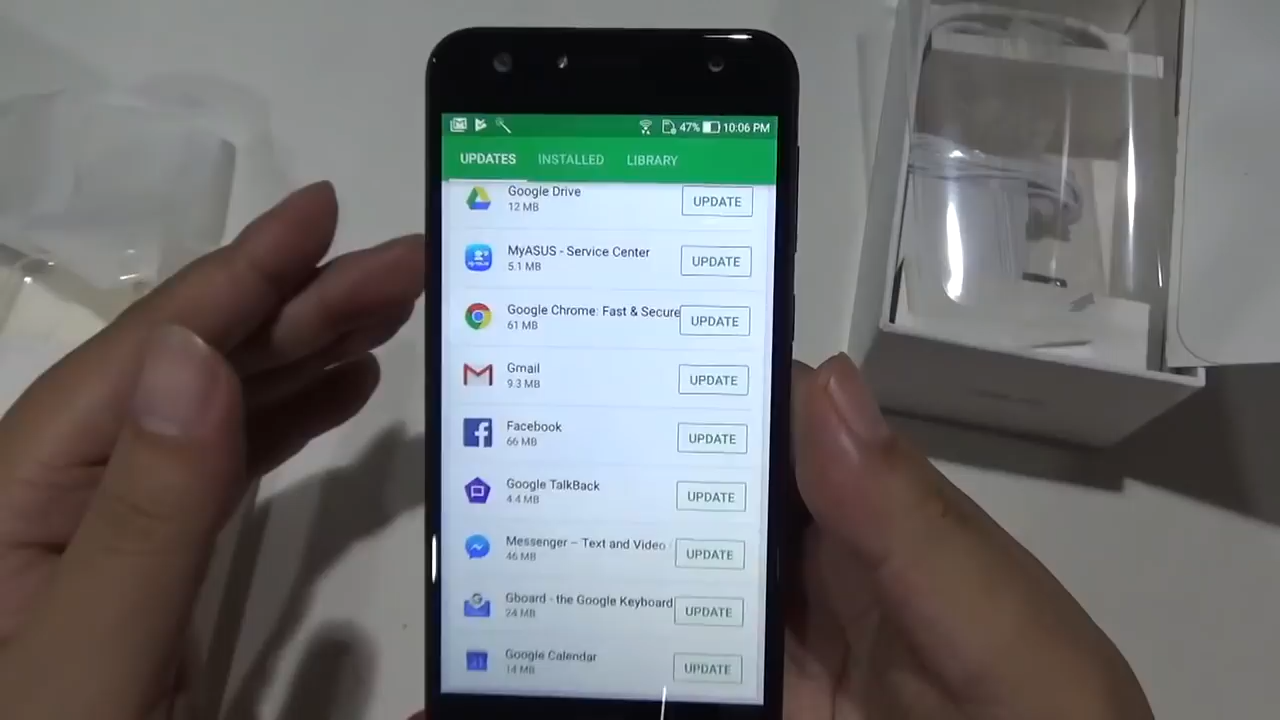 47% 10:06 PM
UPDATES INSTALLED LIBRARY
Google Drive
12 MB
UPDATE
MyASUS - Service Center
5.1 MB
UPDATE
Google Chrome: Fast & Secure
61 MB
UPDATE
Gmail
9.3 MB
UPDATE
Facebook
66 MB
UPDATE
Google TalkBack
4.4 MB
UPDATE
Messenger – Text and Video
46 MB
UPDATE
Gboard - the Google Keyboard
24 MB
UPDATE
Google Calendar
14 MB
UPDATE